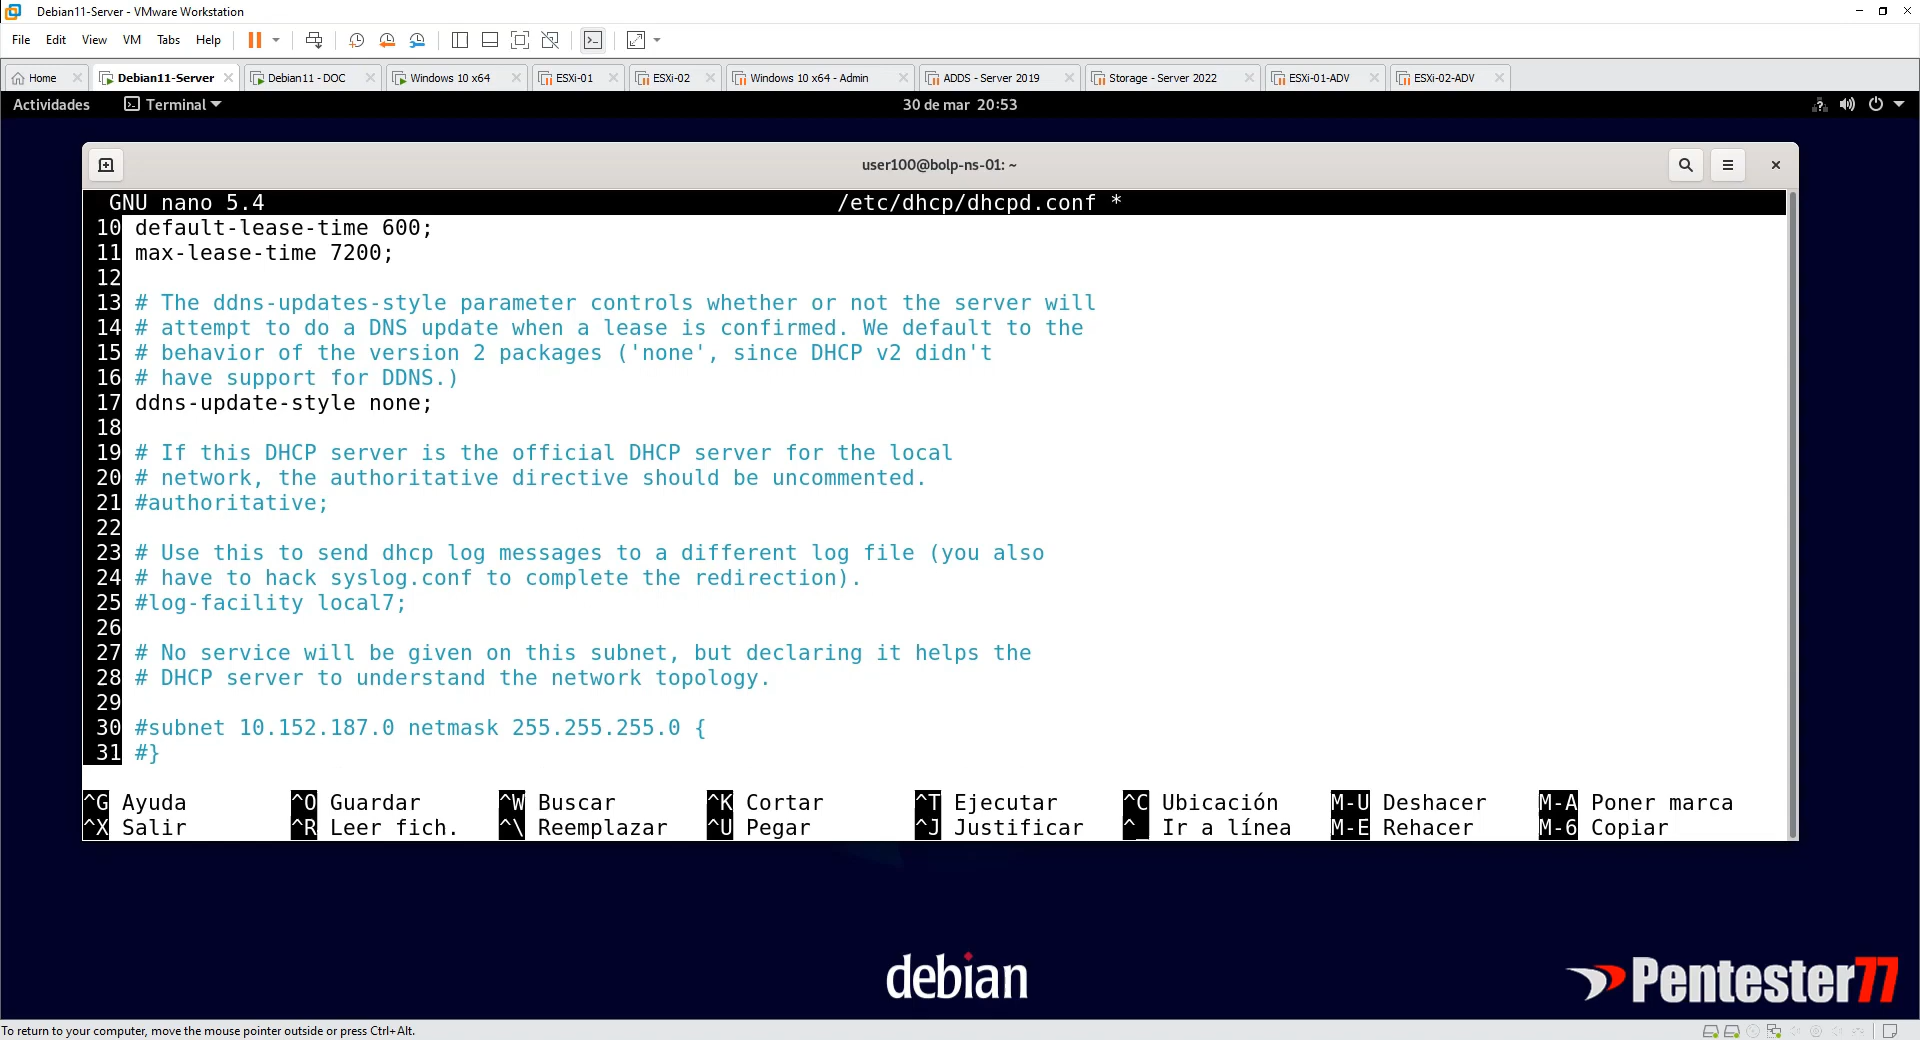 Debian11-Server - VMware Workstation
File Edit View VM Tabs Help
Home Debian11-Server Debian11 - DOC Windows 10 x64 ESXi-01 ESXi-02 Windows 10 x64 - Admin ADDS - Server 2019 Storage - Server 2022 ESXi-01-ADV ESXi-02-ADV
Actividades Terminal 30 de mar 20:53
user100@bolp-ns-01: ~
GNU nano 5.4 /etc/dhcp/dhcpd.conf *
10 default-lease-time 600;
11 max-lease-time 7200;
12
13 # The ddns-updates-style parameter controls whether or not the server will
14 # attempt to do a DNS update when a lease is confirmed. We default to the
15 # behavior of the version 2 packages ('none', since DHCP v2 didn't
16 # have support for DDNS.)
17 ddns-update-style none;
18
19 # If this DHCP server is the official DHCP server for the local
20 # network, the authoritative directive should be uncommented.
21 #authoritative;
22
23 # Use this to send dhcp log messages to a different log file (you also
24 # have to hack syslog.conf to complete the redirection).
25 #log-facility local7;
26
27 # No service will be given on this subnet, but declaring it helps the
28 # DHCP server to understand the network topology.
29
30 #subnet 10.152.187.0 netmask 255.255.255.0 {
31 #}
^G Ayuda ^O Guardar ^W Buscar ^K Cortar ^T Ejecutar ^C Ubicación M-U Deshacer M-A Poner marca
^X Salir ^R Leer fich. ^\ Reemplazar ^U Pegar ^J Justificar ^_ Ir a línea M-E Rehacer M-6 Copiar
debian
Pentester77
To return to your computer, move the mouse pointer outside or press Ctrl+Alt.